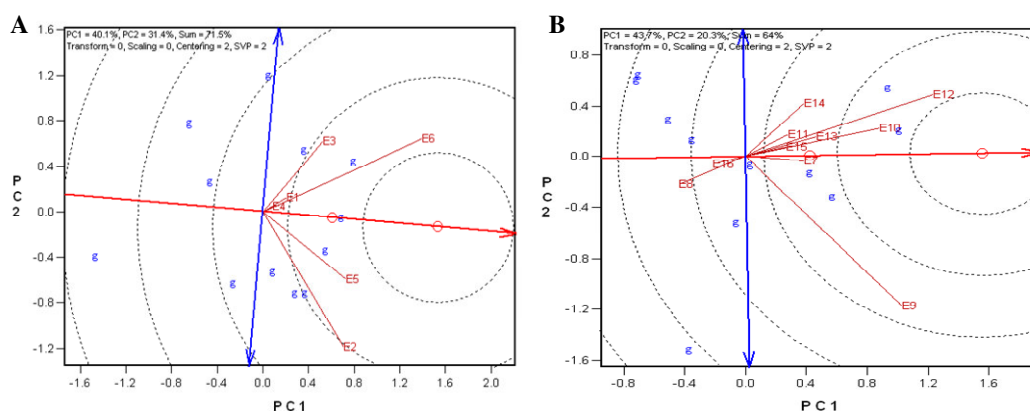 A
PC1 = 40.1%, PC2 = 31.4%, Sum = 71.5%
Transform = 0, Scaling = 0, Centering = 2, SVP = 2
1.6
1.2
0.8
0.4
0.0
-0.4
-0.8
-1.2
PC2
E3
E6
E1
E4
E5
E2
g
g
g
g
g
g
g
g
g
g
g
g
-1.6 -1.2 -0.8 -0.4 0.0 0.4 0.8 1.2 1.6 2.0
PC1
B
PC1 = 43.7%, PC2 = 20.3%, Sum = 64%
Transform = 0, Scaling = 0, Centering = 2, SVP = 2
0.8
0.4
0.0
-0.4
-0.8
-1.2
-1.6
PC2
E14
E12
E11
E10
E13
E15
E7
E16
E8
E9
g
g
g
g
g
g
g
g
g
g
g
-0.8 -0.4 0.0 0.4 0.8 1.2 1.6
PC1